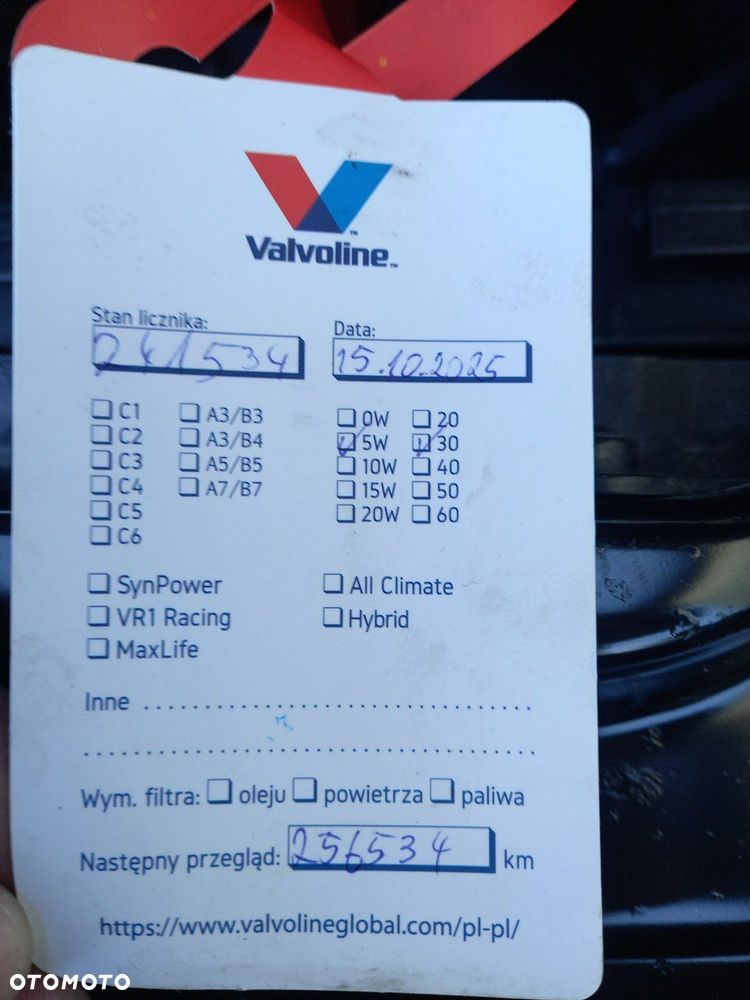 Valvoline™
Stan licznika: Data:
241534 15.10.2025
C1 A3/B3 0W 20
C2 A3/B4 5W 30
C3 A5/B5 10W 40
C4 A7/B7 15W 50
C5 20W 60
C6
SynPower All Climate
VR1 Racing Hybrid
MaxLife
Inne
Wym. filtra: oleju powietrza paliwa
Następny przegląd: 256534 km
https://www.valvolineglobal.com/pl-pl/
OTOMOTO